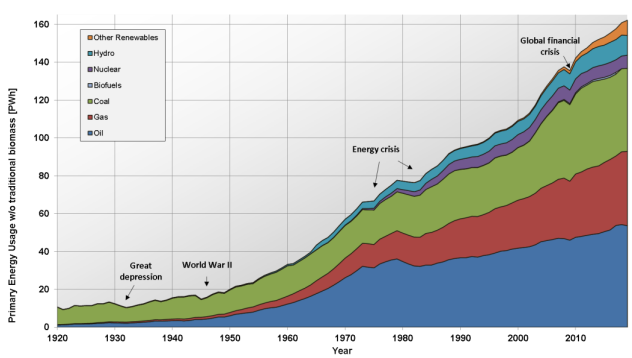 160
140
120
100
80
60
40
20
0
Primary Energy Usage w/o traditional biomass [PWh]
Other Renewables
Hydro
Nuclear
Biofuels
Coal
Gas
Oil
Great
depression
World War II
Energy crisis
Global financial
crisis
1920 1930 1940 1950 1960 1970 1980 1990 2000 2010
Year